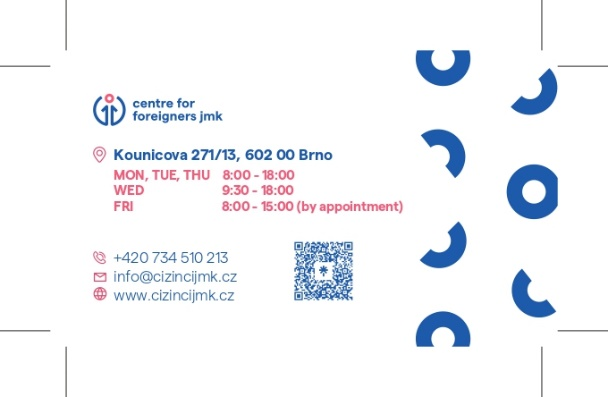 centre for
foreigners jmk
Kounicova 271/13, 602 00 Brno
MON, TUE, THU 8:00 - 18:00
WED 9:30 - 18:00
FRI 8:00 - 15:00 (by appointment)
+420 734 510 213
info@cizincijmk.cz
www.cizincijmk.cz